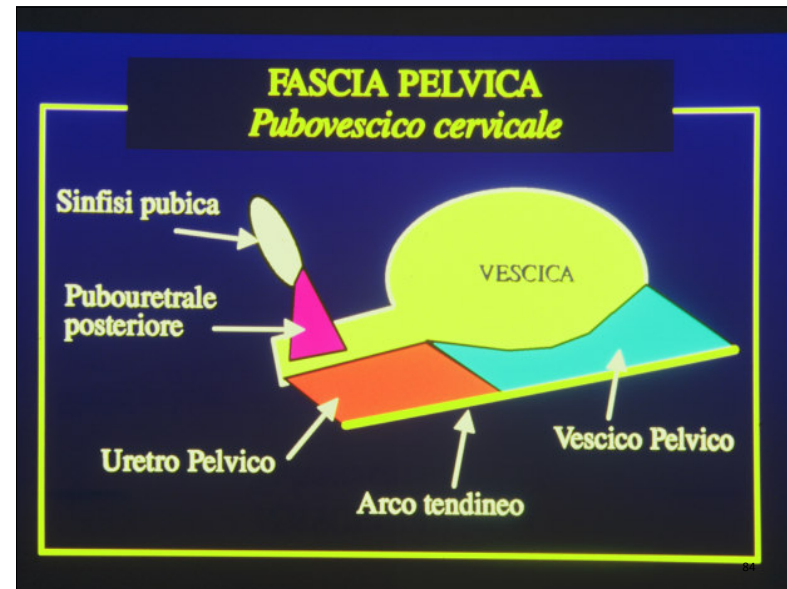 FASCIA PELVICA
Pubovescico cervicale
Sinfisi pubica
VESCICA
Pubouretrale
posteriore
Uretro Pelvico
Vescico Pelvico
Arco tendineo
84